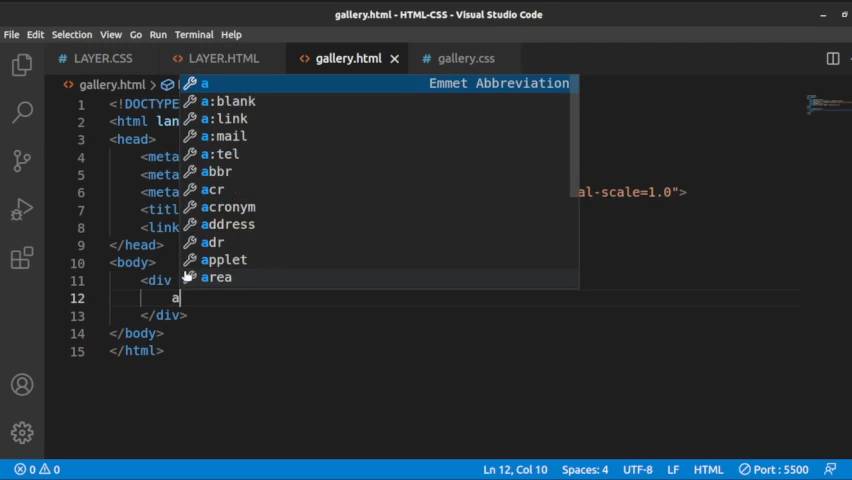 gallery.html - HTML-CSS - Visual Studio Code
File Edit Selection View Go Run Terminal Help
# LAYER.CSS <> LAYER.HTML <> gallery.html # gallery.css
<> gallery.html >
a Emmet Abbreviation
a:blank
a:link
a:mail
a:tel
abbr
acr
acronym
address
adr
applet
area
1 <!DOCTYPE
2 <html lan
3 <head>
4 <meta
5 <meta
6 <meta al-scale=1.0">
7 <titl
8 <link
9 </head>
10 <body>
11 <div
12 a
13 </div>
14 </body>
15 </html>
0 0 Ln 12, Col 10 Spaces: 4 UTF-8 LF HTML Port : 5500